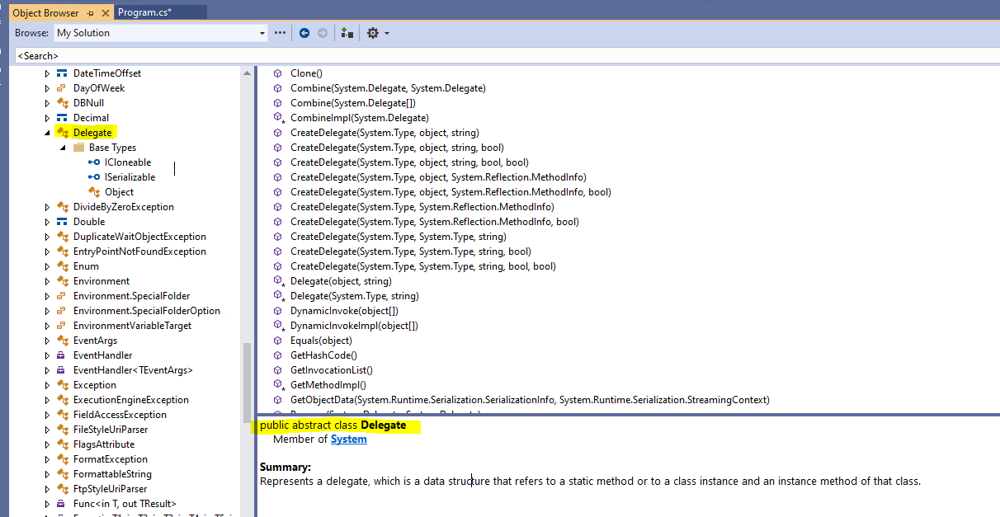 Object Browser
Program.cs*
Browse: My Solution
<Search>
DateTimeOffset
DayOfWeek
DBNull
Decimal
Delegate
Base Types
ICloneable
ISerializable
Object
DivideByZeroException
Double
DuplicateWaitObjectException
EntryPointNotFoundException
Enum
Environment
Environment.SpecialFolder
Environment.SpecialFolderOption
EnvironmentVariableTarget
EventArgs
EventHandler
EventHandler<TEventArgs>
Exception
ExecutionEngineException
FieldAccessException
FileStyleUriParser
FlagsAttribute
FormatException
FormattableString
FtpStyleUriParser
Func<in T, out TResult>
Clone()
Combine(System.Delegate, System.Delegate)
Combine(System.Delegate[])
CombineImpl(System.Delegate)
CreateDelegate(System.Type, object, string)
CreateDelegate(System.Type, object, string, bool)
CreateDelegate(System.Type, object, string, bool, bool)
CreateDelegate(System.Type, object, System.Reflection.MethodInfo)
CreateDelegate(System.Type, object, System.Reflection.MethodInfo, bool)
CreateDelegate(System.Type, System.Reflection.MethodInfo)
CreateDelegate(System.Type, System.Reflection.MethodInfo, bool)
CreateDelegate(System.Type, System.Type, string)
CreateDelegate(System.Type, System.Type, string, bool)
CreateDelegate(System.Type, System.Type, string, bool, bool)
Delegate(object, string)
Delegate(System.Type, string)
DynamicInvoke(object[])
DynamicInvokeImpl(object[])
Equals(object)
GetHashCode()
GetInvocationList()
GetMethodImpl()
GetObjectData(System.Runtime.Serialization.SerializationInfo, System.Runtime.Serialization.StreamingContext)
public abstract class Delegate
Member of System
Summary:
Represents a delegate, which is a data structure that refers to a static method or to a class instance and an instance method of that class.